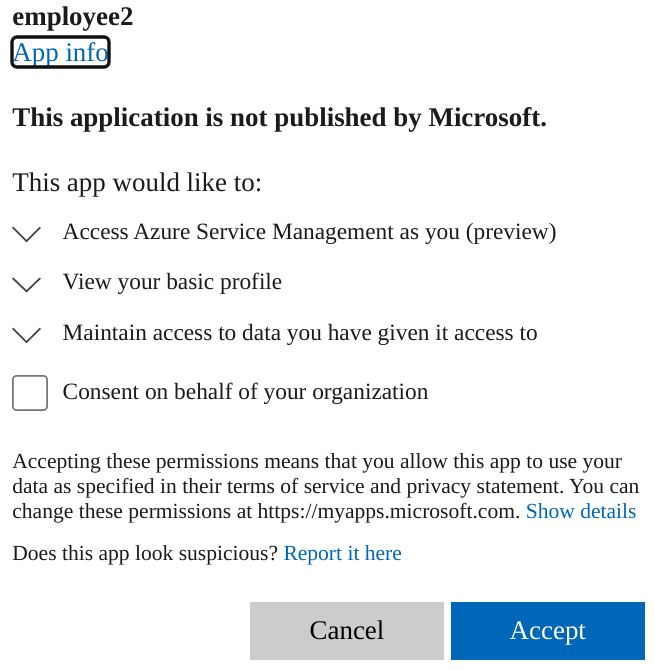 employee2
App info
This application is not published by Microsoft.
This app would like to:
Access Azure Service Management as you (preview)
View your basic profile
Maintain access to data you have given it access to
Consent on behalf of your organization
Accepting these permissions means that you allow this app to use your
data as specified in their terms of service and privacy statement. You can
change these permissions at https://myapps.microsoft.com. Show details
Does this app look suspicious? Report it here
Cancel Accept